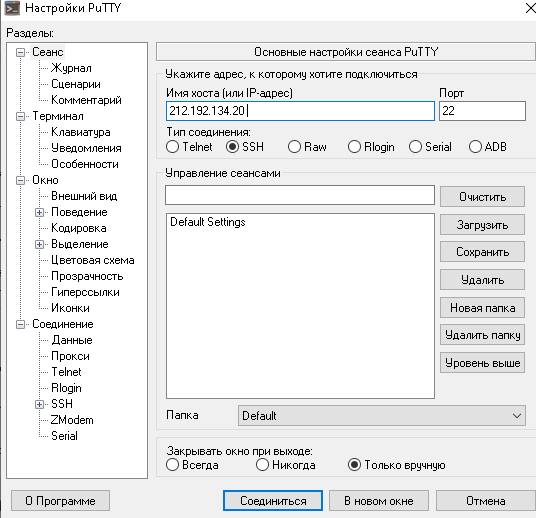 Настройки PuTTY
Разделы:
Сеанс
Журнал
Сценарии
Комментарий
Терминал
Клавиатура
Уведомления
Особенности
Окно
Внешний вид
Поведение
Кодировка
Выделение
Цветовая схема
Прозрачность
Гиперссылки
Иконки
Соединение
Данные
Прокси
Telnet
Rlogin
SSH
ZModem
Serial
Основные настройки сеанса PuTTY
Укажите адрес, к которому хотите подключиться
Имя хоста (или IP-адрес) Порт
212.192.134.20 22
Тип соединения:
Telnet SSH Raw Rlogin Serial ADB
Управление сеансами
Очистить
Default Settings
Загрузить
Сохранить
Удалить
Новая папка
Удалить папку
Уровень выше
Папка Default
Закрывать окно при выходе:
Всегда Никогда Только вручную
О Программе Соединиться В новом окне Отмена